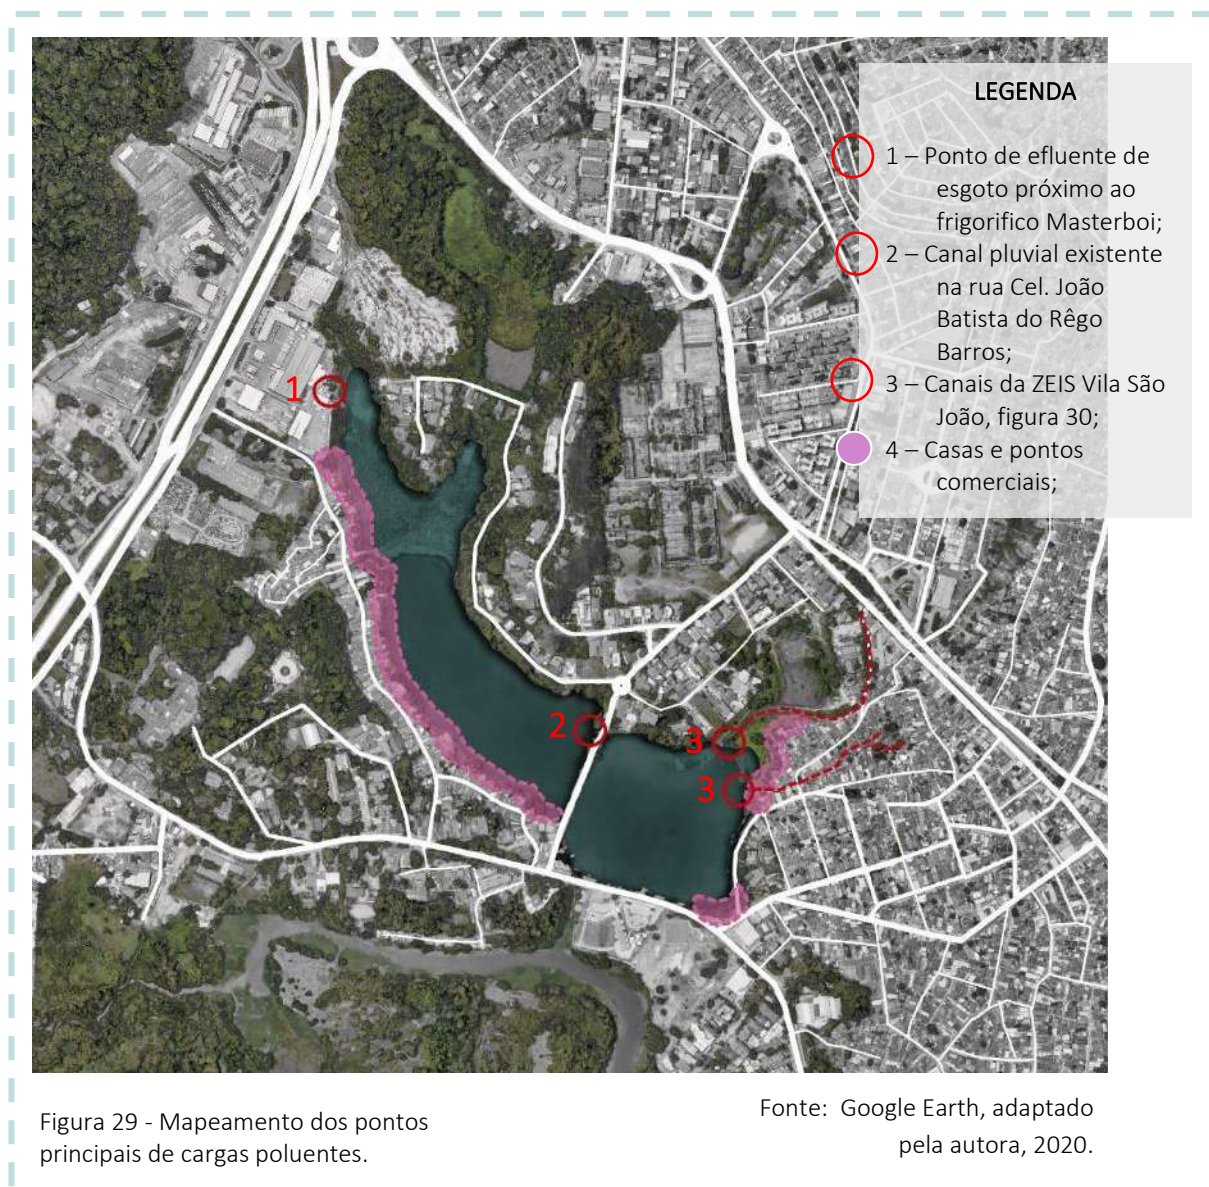 LEGENDA
1 – Ponto de efluente de
esgoto próximo ao
frigorifico Masterboi;
2 – Canal pluvial existente
na rua Cel. João
Batista do Rêgo
Barros;
3 – Canais da ZEIS Vila São
João, figura 30;
4 – Casas e pontos
comerciais;
1
2
3
3
Figura 29 - Mapeamento dos pontos
principais de cargas poluentes.
Fonte: Google Earth, adaptado
pela autora, 2020.